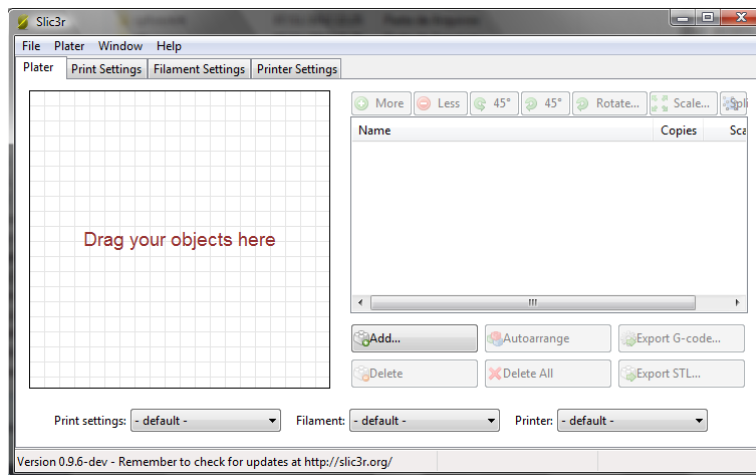 Slic3r
File Plater Window Help
Plater Print Settings Filament Settings Printer Settings
More Less 45° 45° Rotate... Scale... Spli
Name Copies Sca
Drag your objects here
Add... Autoarrange Export G-code...
Delete Delete All Export STL...
Print settings: - default - Filament: - default - Printer: - default -
Version 0.9.6-dev - Remember to check for updates at http://slic3r.org/